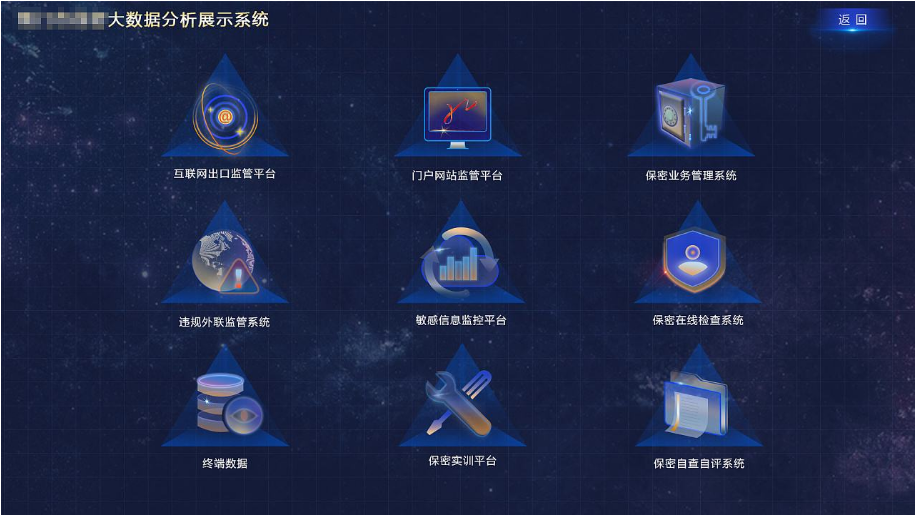 大数据分析展示系统
返回
互联网出口监管平台
门户网站监管平台
保密业务管理系统
违规外联监管系统
敏感信息监控平台
保密在线检查系统
终端数据
保密实训平台
保密自查自评系统